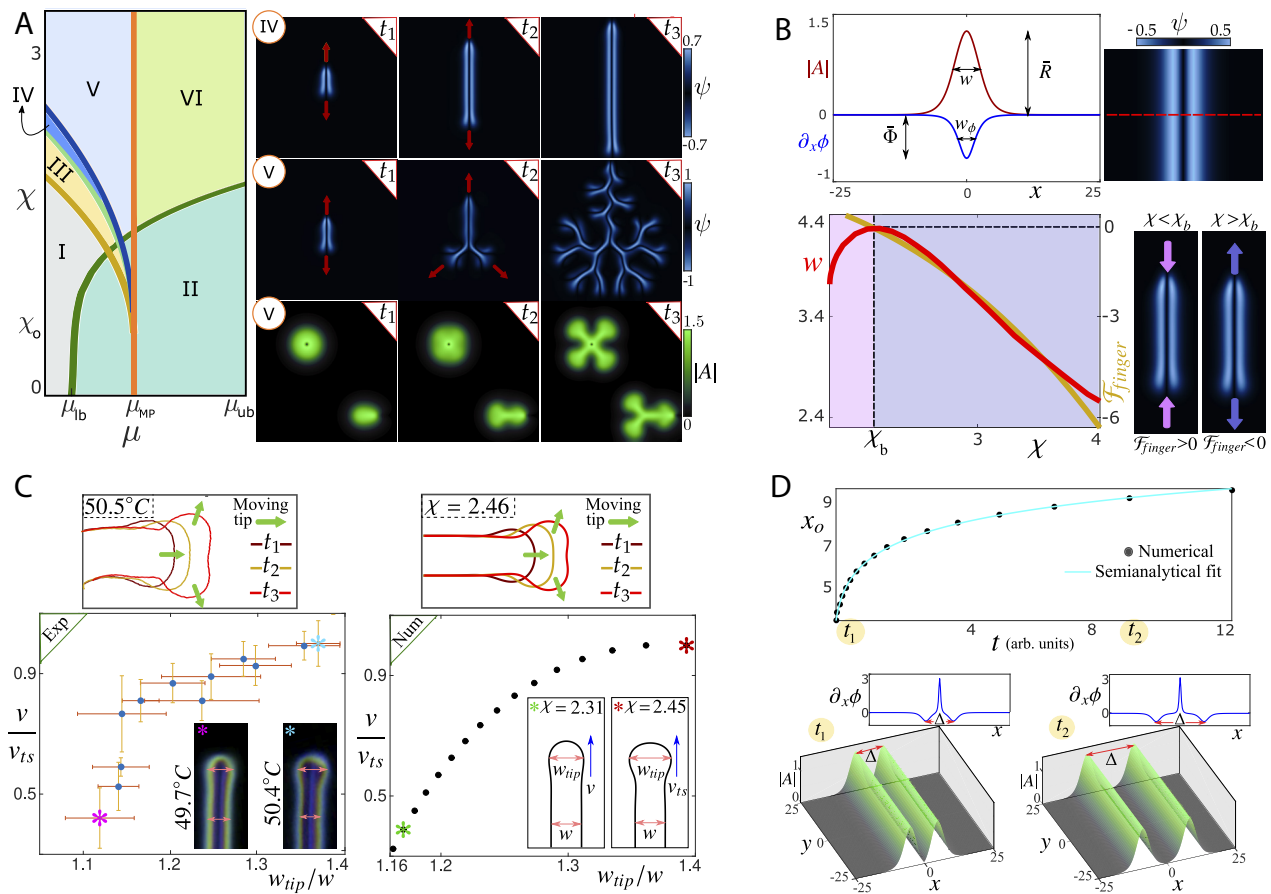 A
3
IV
V
VI
III
χ
I
II
χo
0
μlb
μMP
μub
μ
IV
t1
t2
t3
0.7
ψ
-0.7
V
t1
t2
t3
1
ψ
-1
V
t1
t2
t3
1.5
|A|
0
B
1.5
|A|
w
R̄
0
∂xϕ
Φ̄
wϕ
-1
-25
0
x
25
ψ
-0.5
0.5
4.4
w
3.4
2.4
χb
3
χ
4
0
-3
-6
ℱfinger
χ<χb
χ>χb
ℱfinger>0
ℱfinger<0
C
50.5°C
Moving
tip
t1
t2
t3
χ = 2.46
Moving
tip
t1
t2
t3
Exp
0.9
v
vts
0.5
49.7°C
50.4°C
1.1
1.2
1.3
1.4
wtip/w
Num
0.9
v
vts
0.5
*χ = 2.31
wtip
v
w
*χ = 2.45
wtip
vts
w
1.16
1.3
1.4
wtip/w
D
9
xo
7
5
Numerical
Semianalytical fit
t1
4
t (arb. units)
8
t2
12
3
∂xϕ
0
Δ
x
t1
Δ
1
|A|
0
y 0
-25
-25
0
x
25
3
∂xϕ
0
Δ
x
t2
Δ
1
|A|
0
y 0
-25
-25
0
x
25